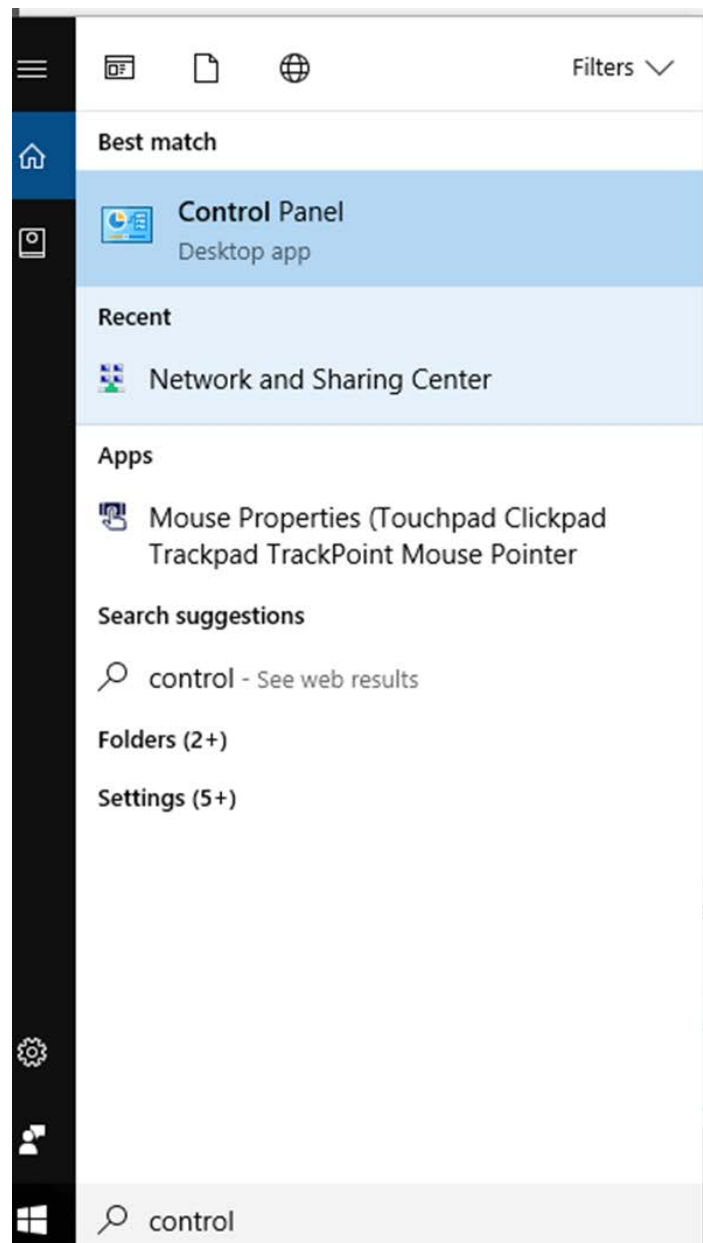 Filters
Best match
Control Panel
Desktop app
Recent
Network and Sharing Center
Apps
Mouse Properties (Touchpad Clickpad
Trackpad TrackPoint Mouse Pointer
Search suggestions
control - See web results
Folders (2+)
Settings (5+)
control